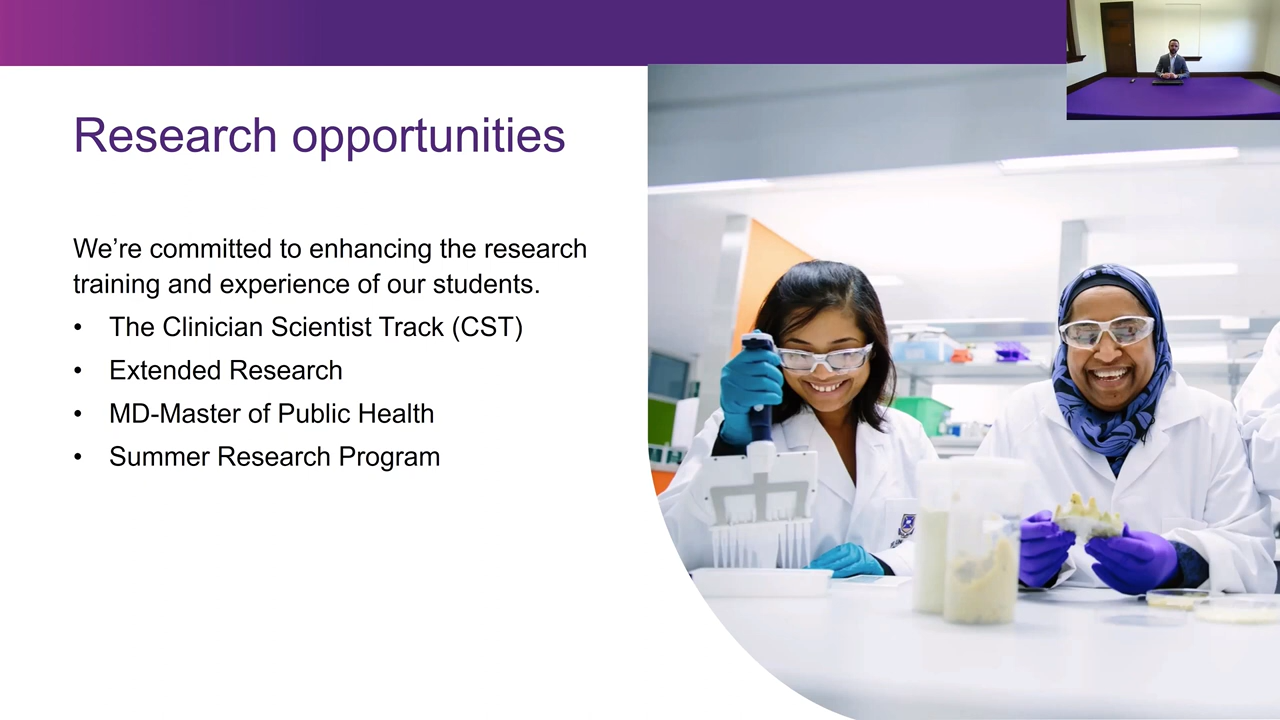 Research opportunities
We’re committed to enhancing the research
training and experience of our students.
• The Clinician Scientist Track (CST)
• Extended Research
• MD-Master of Public Health
• Summer Research Program